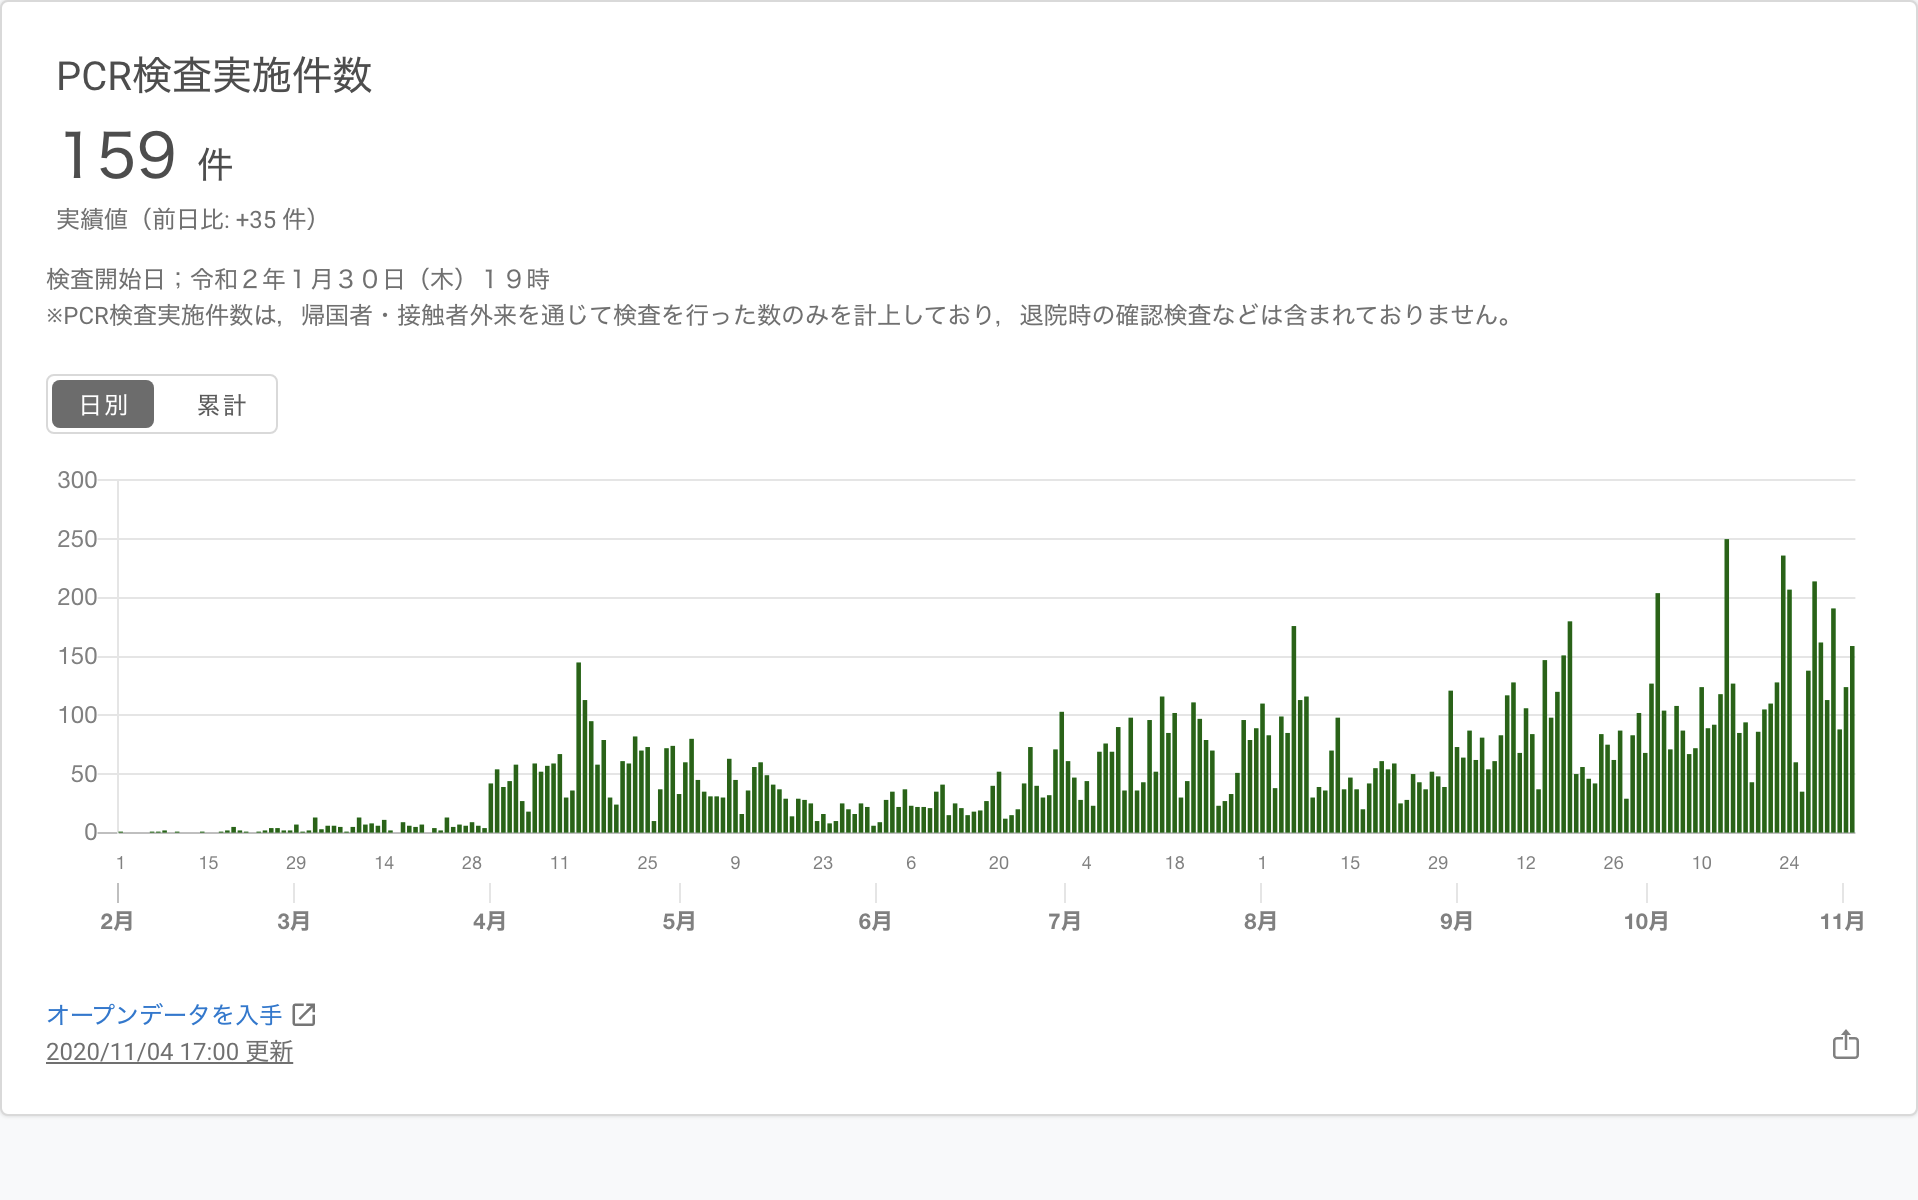 PCR検査実施件数
159 件
実績値（前日比: +35 件）
検査開始日；令和２年１月３０日（木）１９時
※PCR検査実施件数は，帰国者・接触者外来を通じて検査を行った数のみを計上しており，退院時の確認検査などは含まれておりません。
日別 累計
300
250
200
150
100
50
0
1 15 29 14 28 11 25 9 23 6 20 4 18 1 15 29 12 26 10 24
2月 3月 4月 5月 6月 7月 8月 9月 10月 11月
オープンデータを入手
2020/11/04 17:00 更新